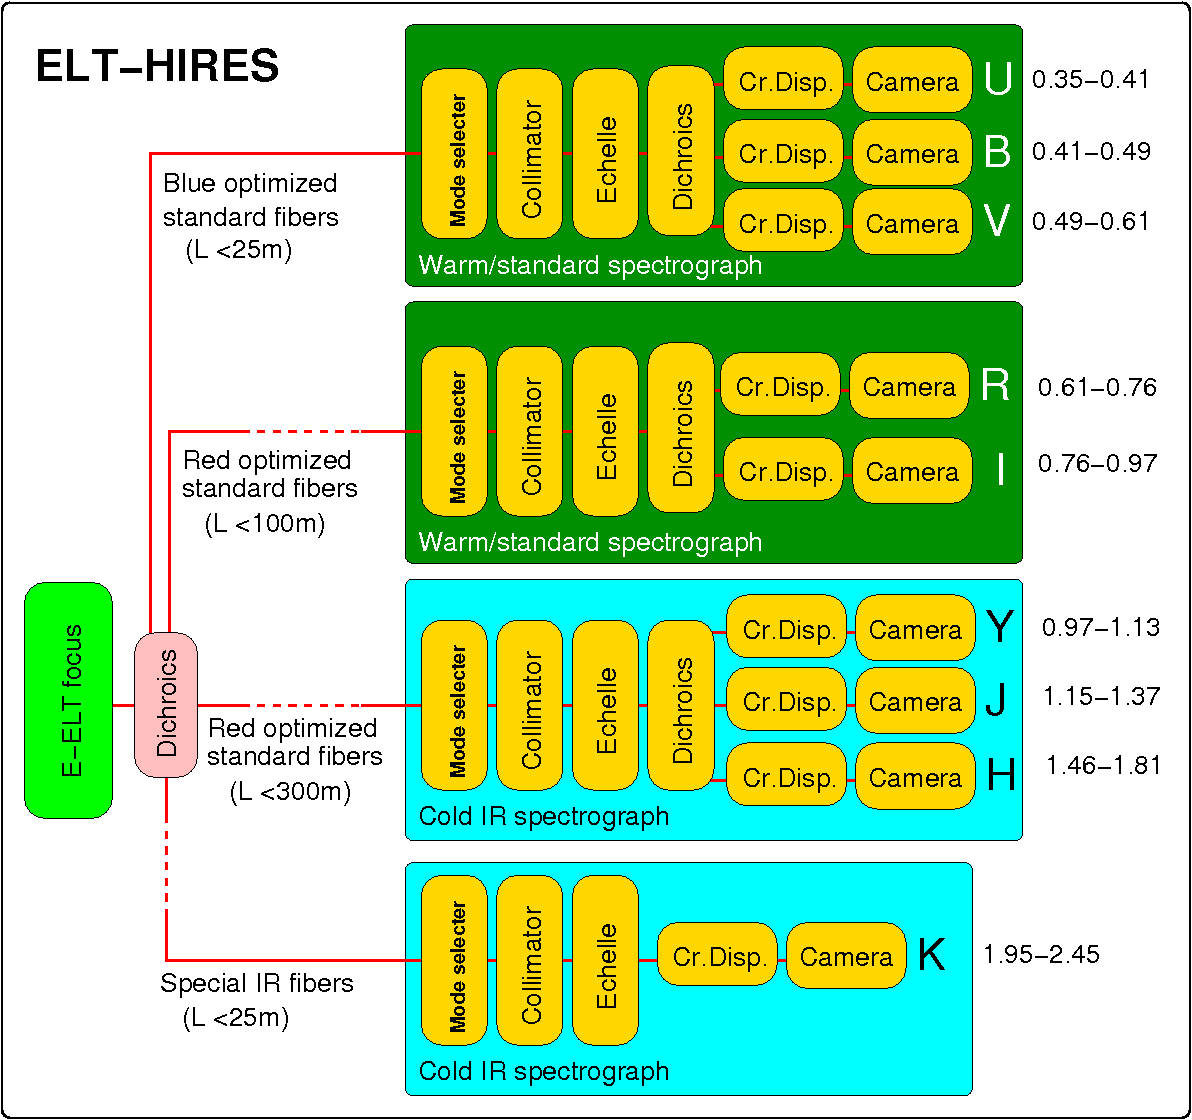 ELT–HIRES
Blue optimized
standard fibers
(L <25m)
Mode selecter
Collimator
Echelle
Dichroics
Cr.Disp.
Camera
U
0.35–0.41
Cr.Disp.
Camera
B
0.41–0.49
Cr.Disp.
Camera
V
0.49–0.61
Warm/standard spectrograph
Red optimized
standard fibers
(L <100m)
Mode selecter
Collimator
Echelle
Dichroics
Cr.Disp.
Camera
R
0.61–0.76
Cr.Disp.
Camera
I
0.76–0.97
Warm/standard spectrograph
E–ELT focus
Dichroics
Red optimized
standard fibers
(L <300m)
Mode selecter
Collimator
Echelle
Dichroics
Cr.Disp.
Camera
Y
0.97–1.13
Cr.Disp.
Camera
J
1.15–1.37
Cr.Disp.
Camera
H
1.46–1.81
Cold IR spectrograph
Special IR fibers
(L <25m)
Mode selecter
Collimator
Echelle
Cr.Disp.
Camera
K
1.95–2.45
Cold IR spectrograph